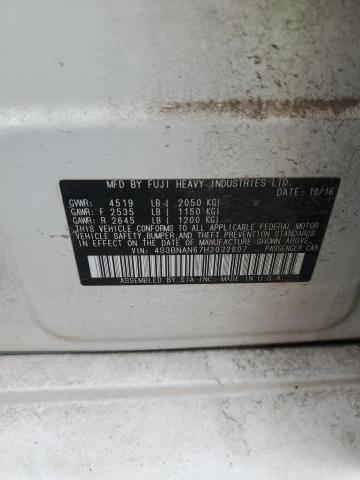 MFD BY FUJI HEAVY INDUSTRIES LTD.
DATE: 10/16
GVWR: 4519 LB ( 2050 KG)
GAWR: F 2535 LB ( 1150 KG)
GAWR: R 2645 LB ( 1200 KG)
THIS VEHICLE CONFORMS TO ALL APPLICABLE FEDERAL MOTOR
VEHICLE SAFETY, BUMPER, AND THEFT PREVENTION STANDARDS
IN EFFECT ON THE DATE OF MANUFACTURE SHOWN ABOVE.
VIN: 4S3BNAN67H3032807 PASSENGER CAR
ASSEMBLED BY SIA INC. MADE IN U.S.A.